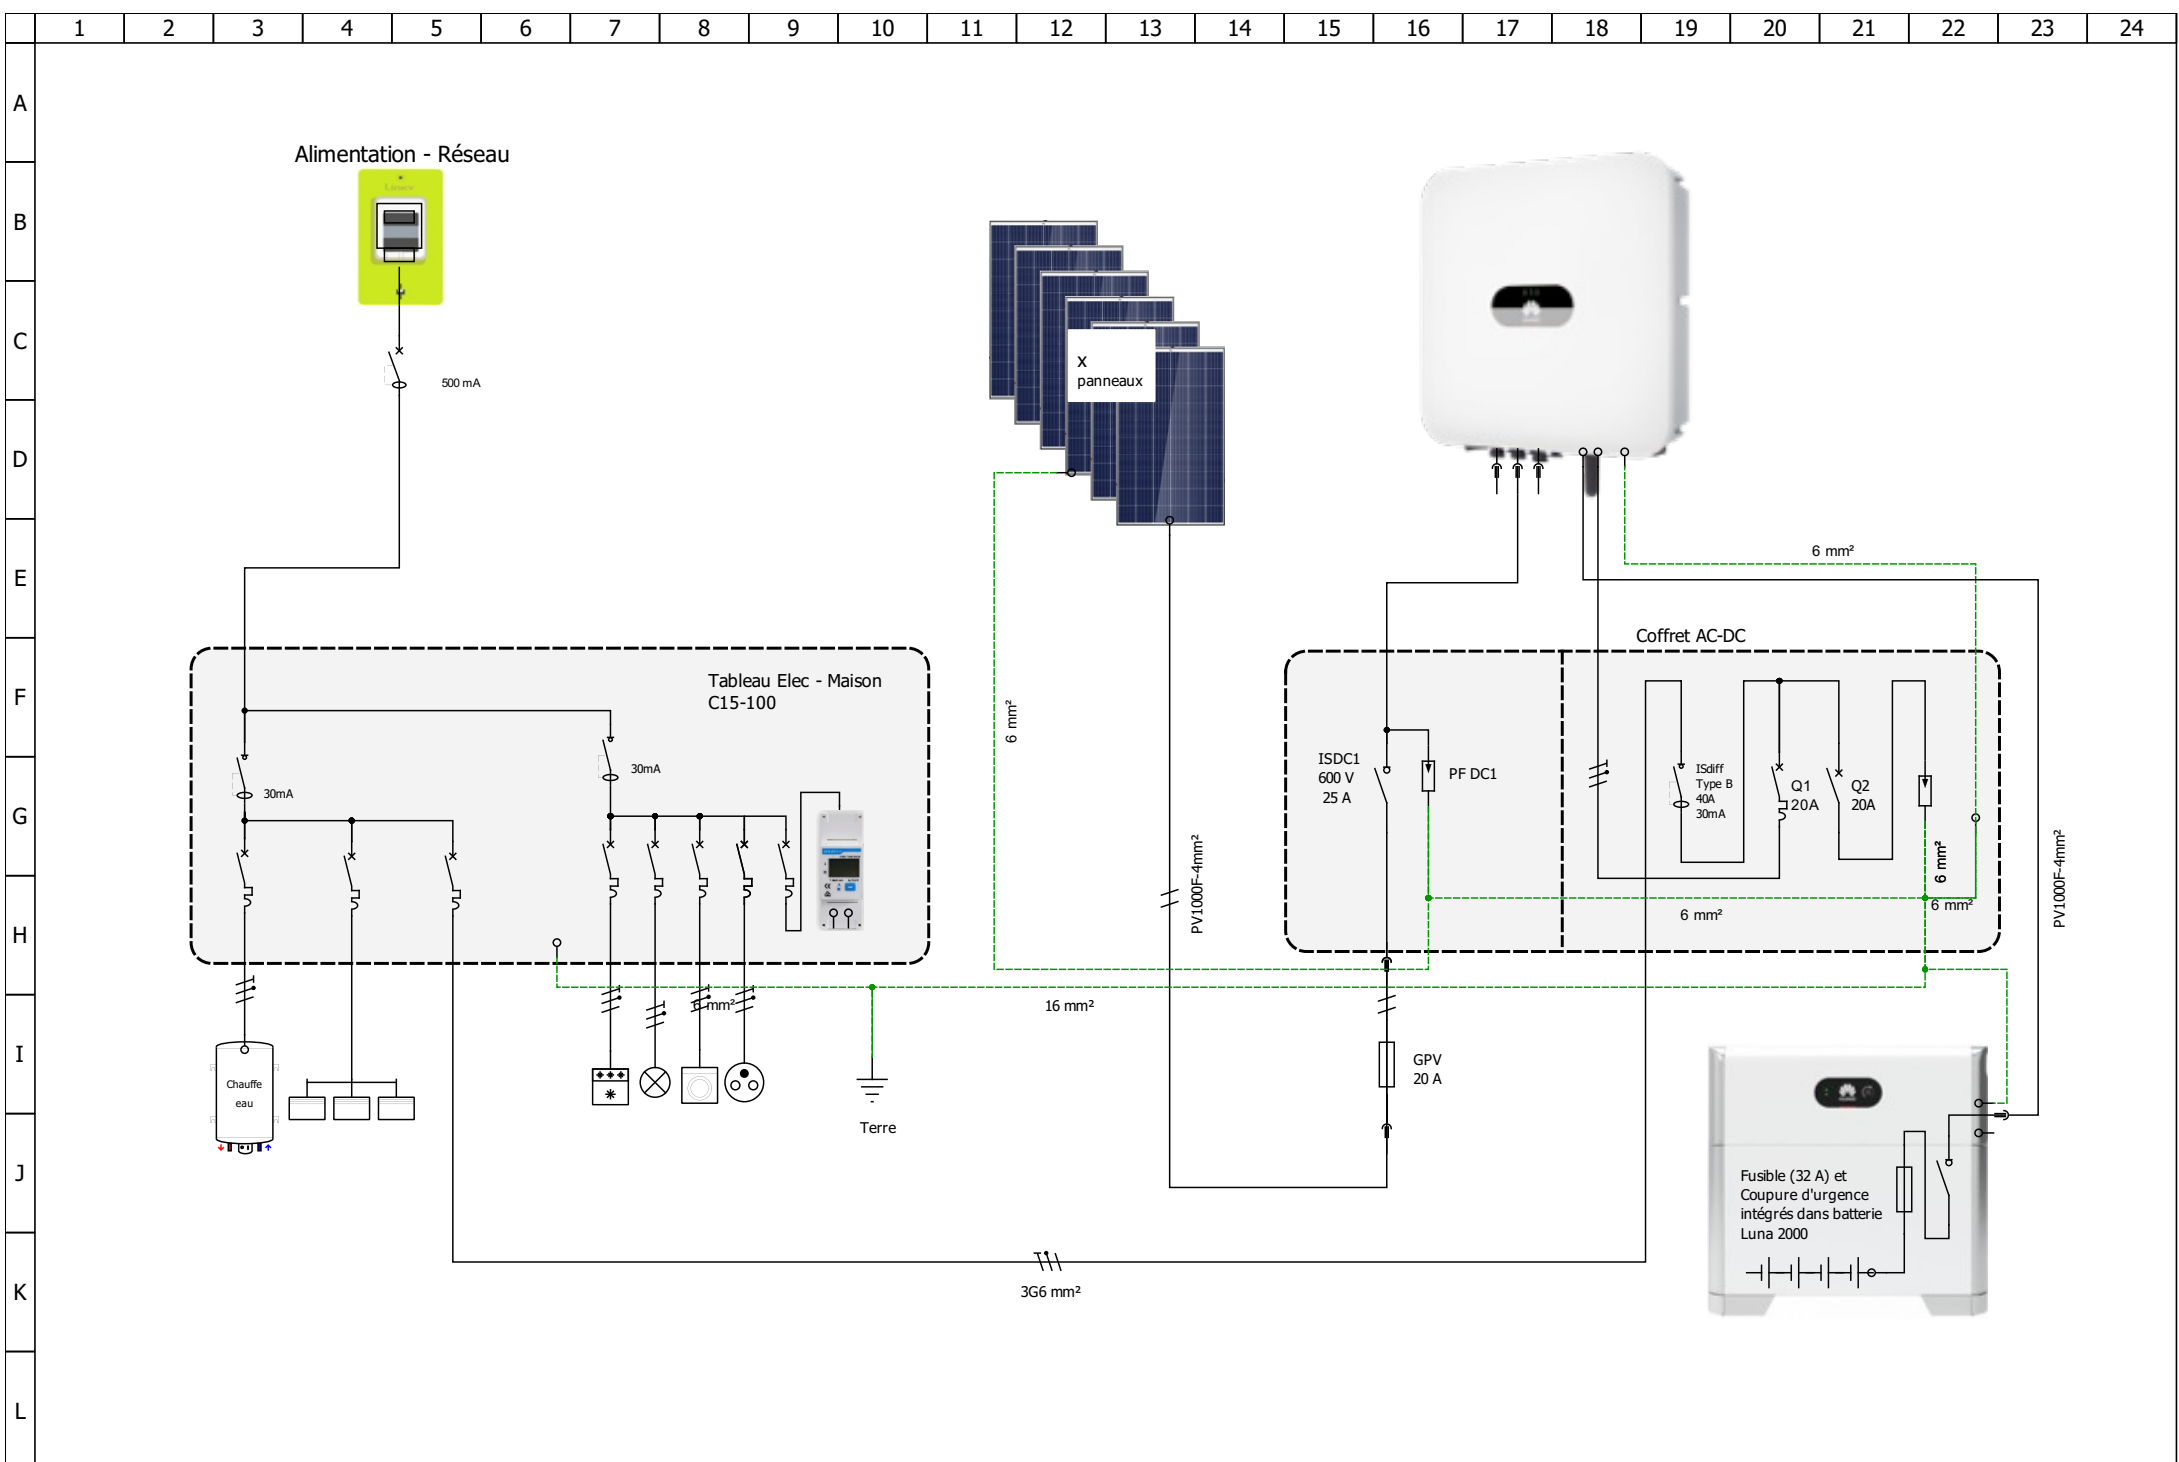 1 2 3 4 5 6 7 8 9 10 11 12 13 14 15 16 17 18 19 20 21 22 23 24
A
Alimentation - Réseau
Linky
B
C
x
panneaux
500 mA
D
E
6 mm²
Coffret AC-DC
F
Tableau Elec - Maison
C15-100
6 mm²
30mA
30mA
ISDC1
600 V
25 A
PF DC1
ISdiff
Type B
40A
30mA
Q1
20A
Q2
20A
G
6 mm²
PV1000F-4mm²
PV1000F-4mm²
H
6 mm²
6 mm²
6 mm²
16 mm²
I
GPV
20 A
Chauffe
eau
Terre
J
Fusible (32 A) et
Coupure d'urgence
intégrés dans batterie
Luna 2000
K
3G6 mm²
L